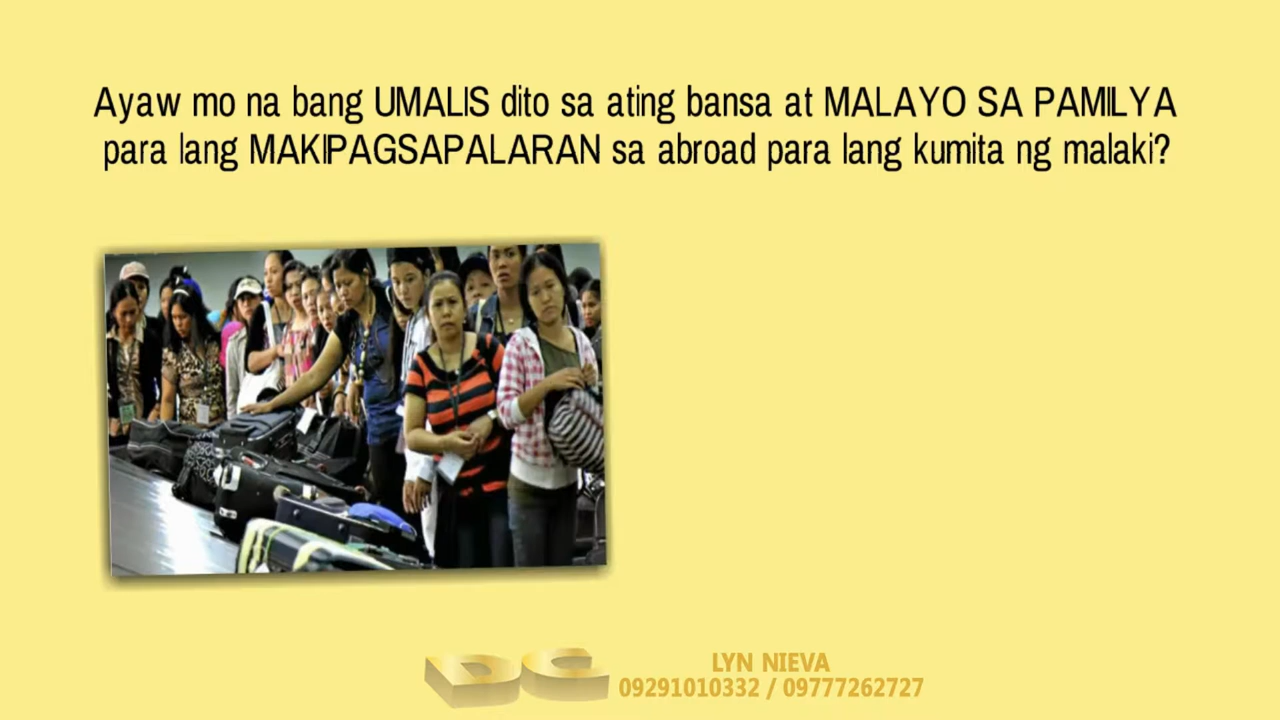 Ayaw mo na bang UMALIS dito sa ating bansa at MALAYO SA PAMILYA
para lang MAKIPAGSAPALARAN sa abroad para lang kumita ng malaki?
DC
LYN NIEVA
09291010332 / 09777262727